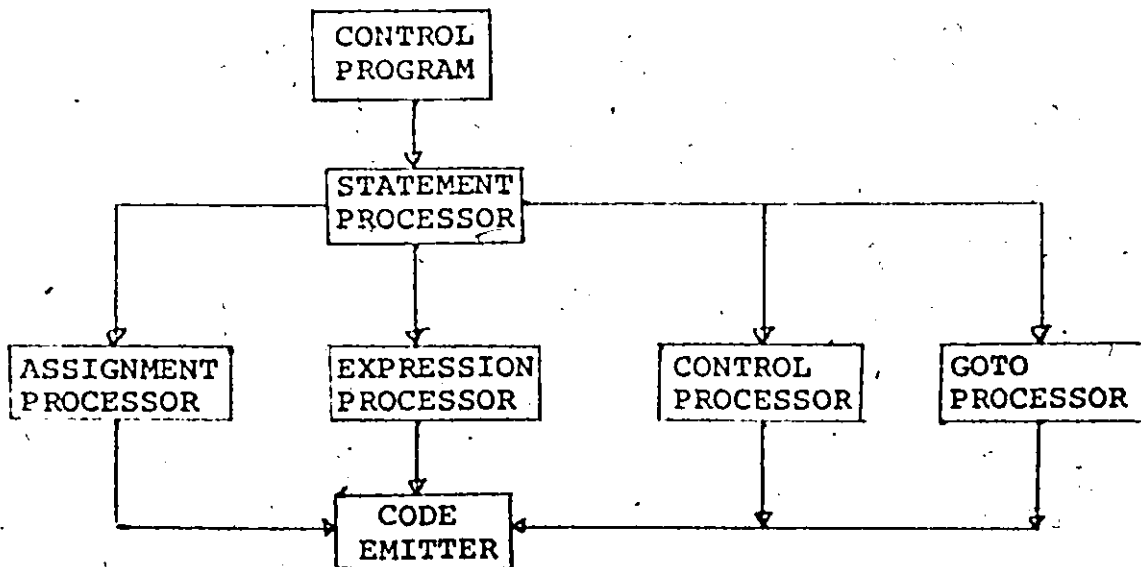 CONTROL
PROGRAM
STATEMENT
PROCESSOR
ASSIGNMENT
PROCESSOR
EXPRESSION
PROCESSOR
CONTROL
PROCESSOR
GOTO
PROCESSOR
CODE
EMITTER